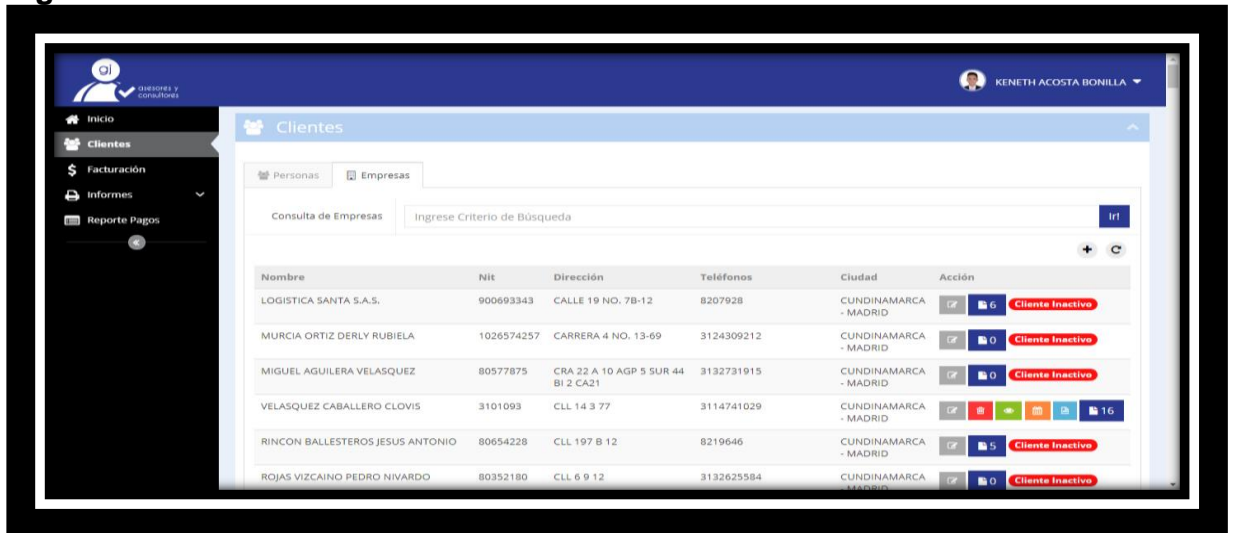 gi
asesores y
consultores
KENETH ACOSTA BONILLA
Inicio
Clientes
Facturación
Informes
Reporte Pagos
Clientes
Personas Empresas
Consulta de Empresas Ingrese Criterio de Búsqueda Ir!
Nombre Nit Dirección Teléfonos Ciudad Acción
LOGISTICA SANTA S.A.S. 900693343 CALLE 19 NO. 7B-12 8207928 CUNDINAMARCA 6 Cliente Inactivo
- MADRID
MURCIA ORTIZ DERLY RUBIELA 1026574257 CARRERA 4 NO. 13-69 3124309212 CUNDINAMARCA 0 Cliente Inactivo
- MADRID
MIGUEL AGUILERA VELASQUEZ 80577875 CRA 22 A 10 AGP 5 SUR 44 3132731915 CUNDINAMARCA 0 Cliente Inactivo
BI 2 CA21 - MADRID
VELASQUEZ CABALLERO CLOVIS 3101093 CLL 14 3 77 3114741029 CUNDINAMARCA 16
- MADRID
RINCON BALLESTEROS JESUS ANTONIO 80654228 CLL 197 B 12 8219646 CUNDINAMARCA 5 Cliente Inactivo
- MADRID
ROJAS VIZCAINO PEDRO NIVARDO 80352180 CLL 6 9 12 3132625584 CUNDINAMARCA 0 Cliente Inactivo
- MADRID